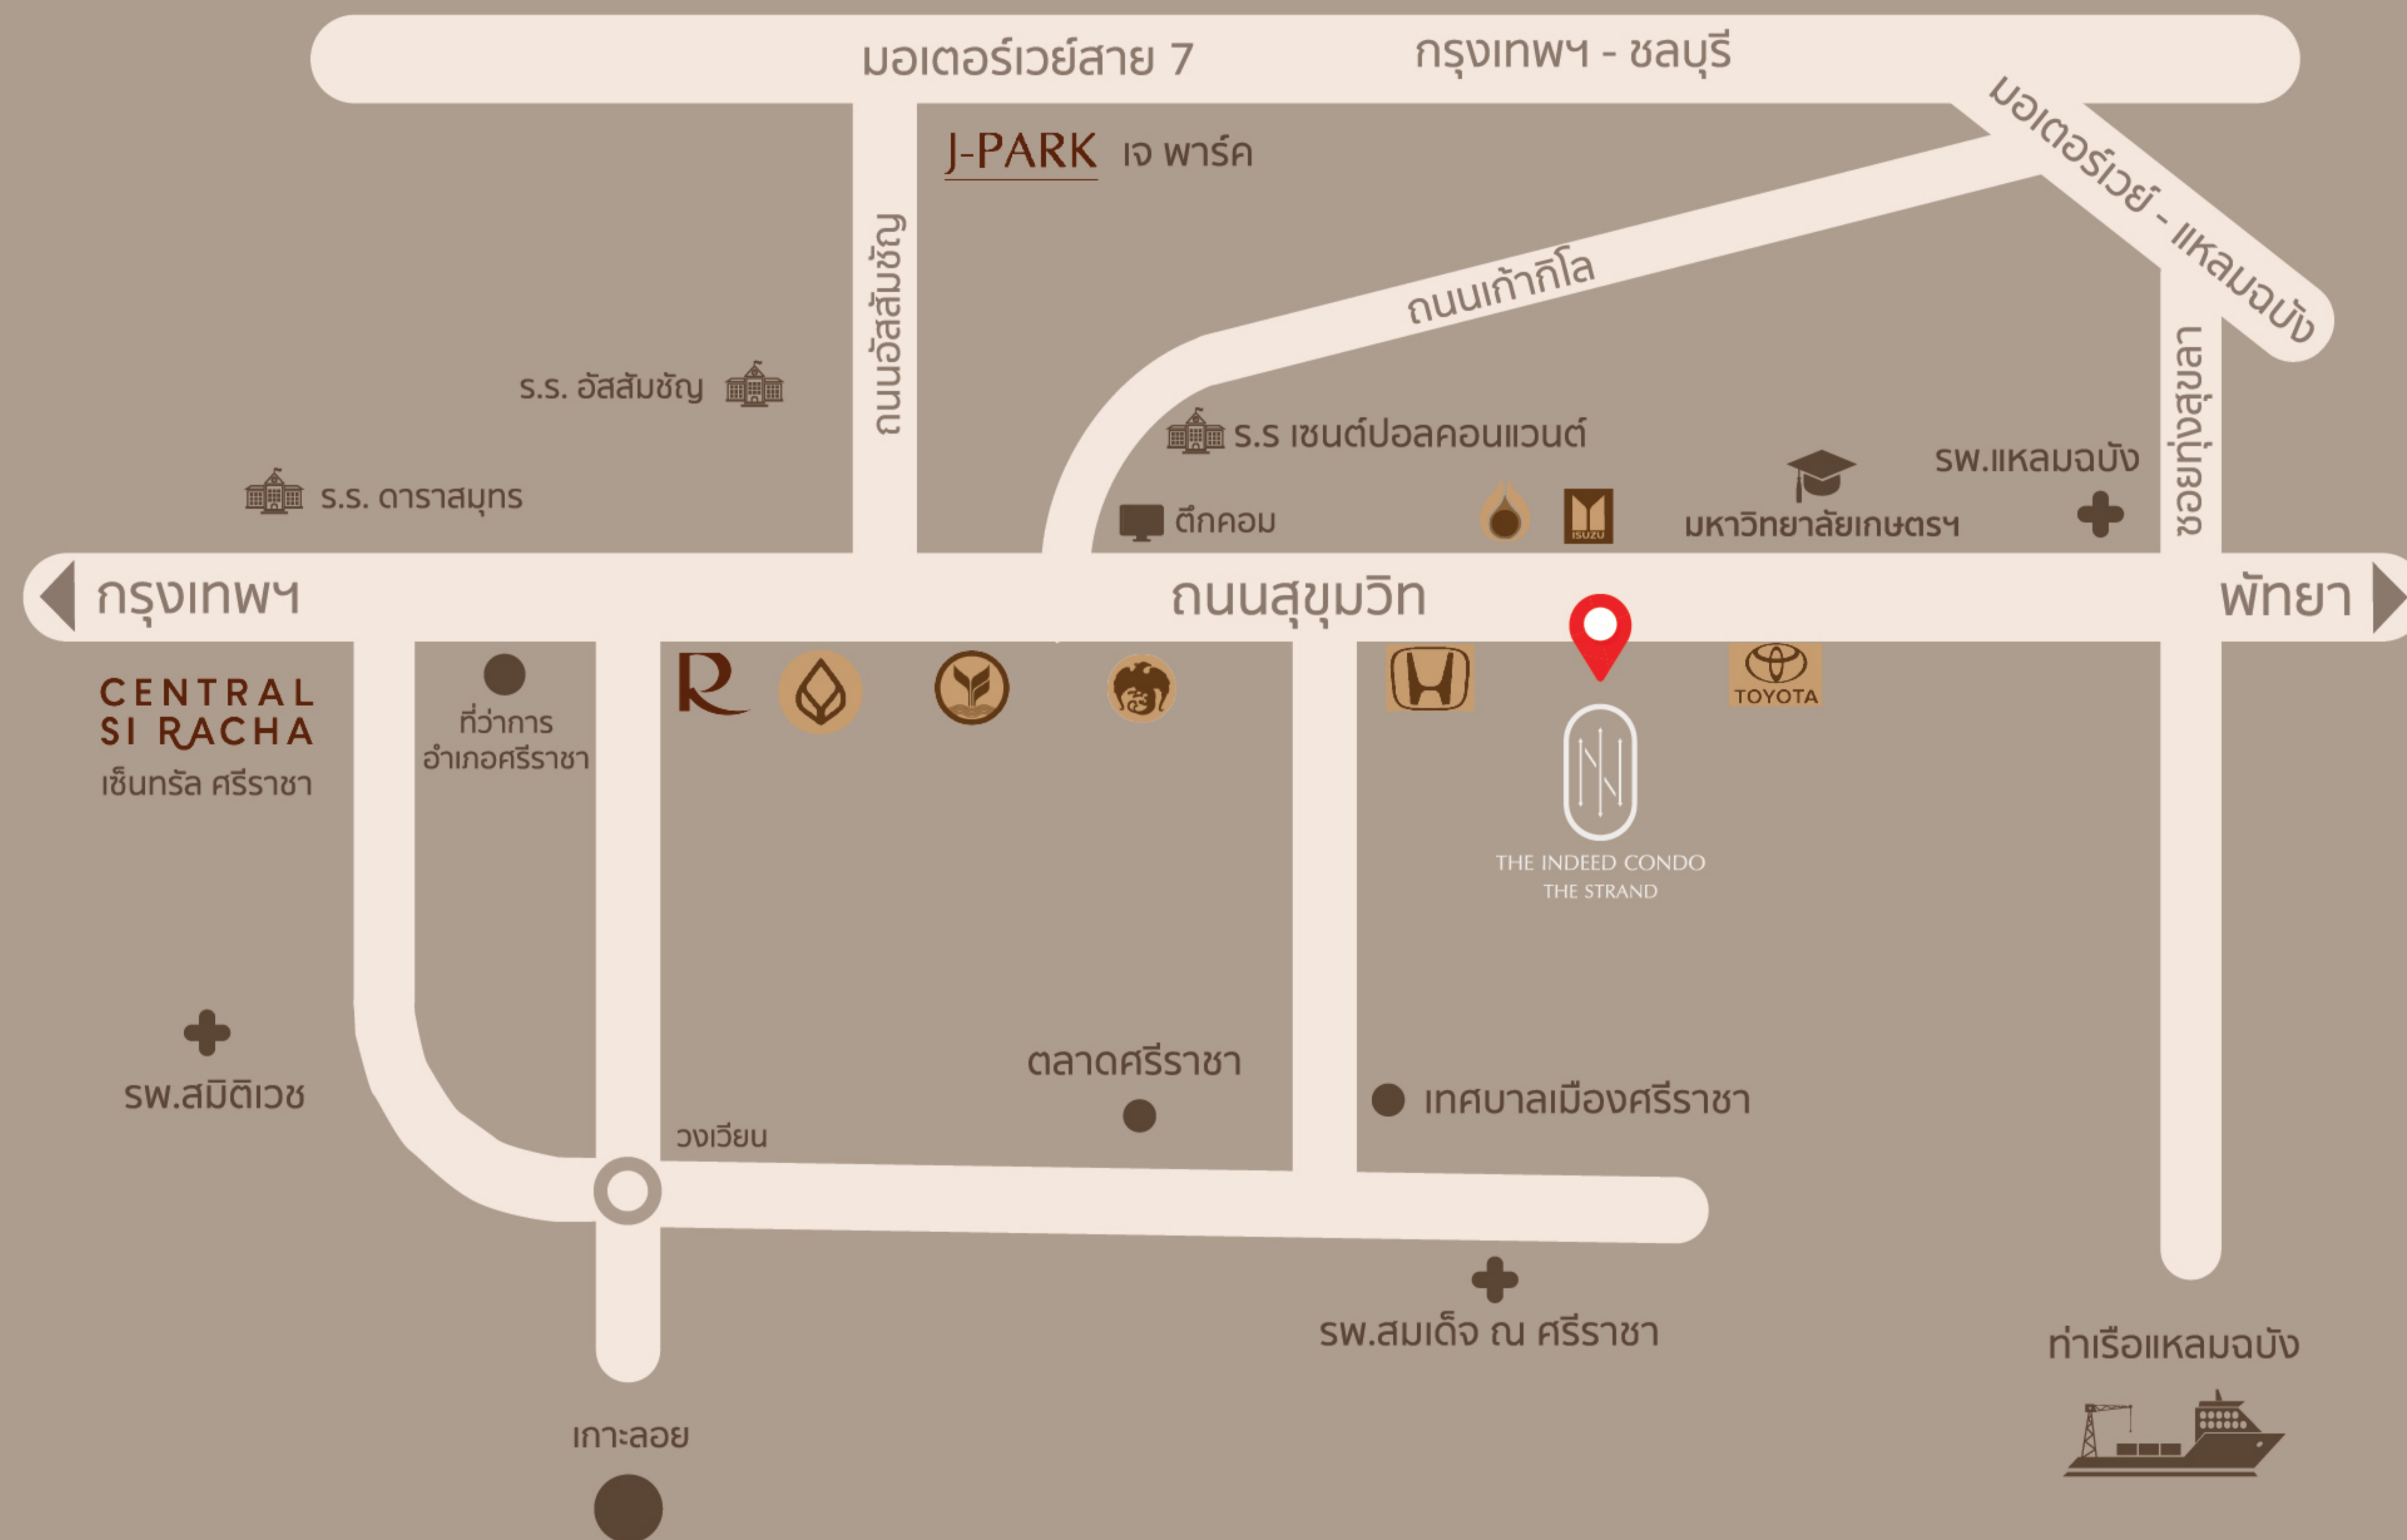 มอเตอร์เวย์สาย 7
กรุงเทพฯ - ชลบุรี
มอเตอร์เวย์ - แหลมฉบัง
J-PARK เจ พาร์ค
ถนนอัสสัมชัญ
ถนนเก้ากิโล
ซอยทุ่งสุขลา
ร.ร. อัสสัมชัญ
ร.ร เซนต์ปอลคอนแวนต์
รพ.แหลมฉบัง
ร.ร. ดาราสมุทร
ตึกคอม
ISUZU
มหาวิทยาลัยเกษตรฯ
กรุงเทพฯ
ถนนสุขุมวิท
พัทยา
CENTRAL
SI RACHA
เซ็นทรัล ศรีราชา
ที่ว่าการ
อำเภอศรีราชา
R
TOYOTA
THE INDEED CONDO
THE STRAND
รพ.สมิติเวช
วงเวียน
ตลาดศรีราชา
เทศบาลเมืองศรีราชา
รพ.สมเด็จ ณ ศรีราชา
ท่าเรือแหลมฉบัง
เกาะลอย